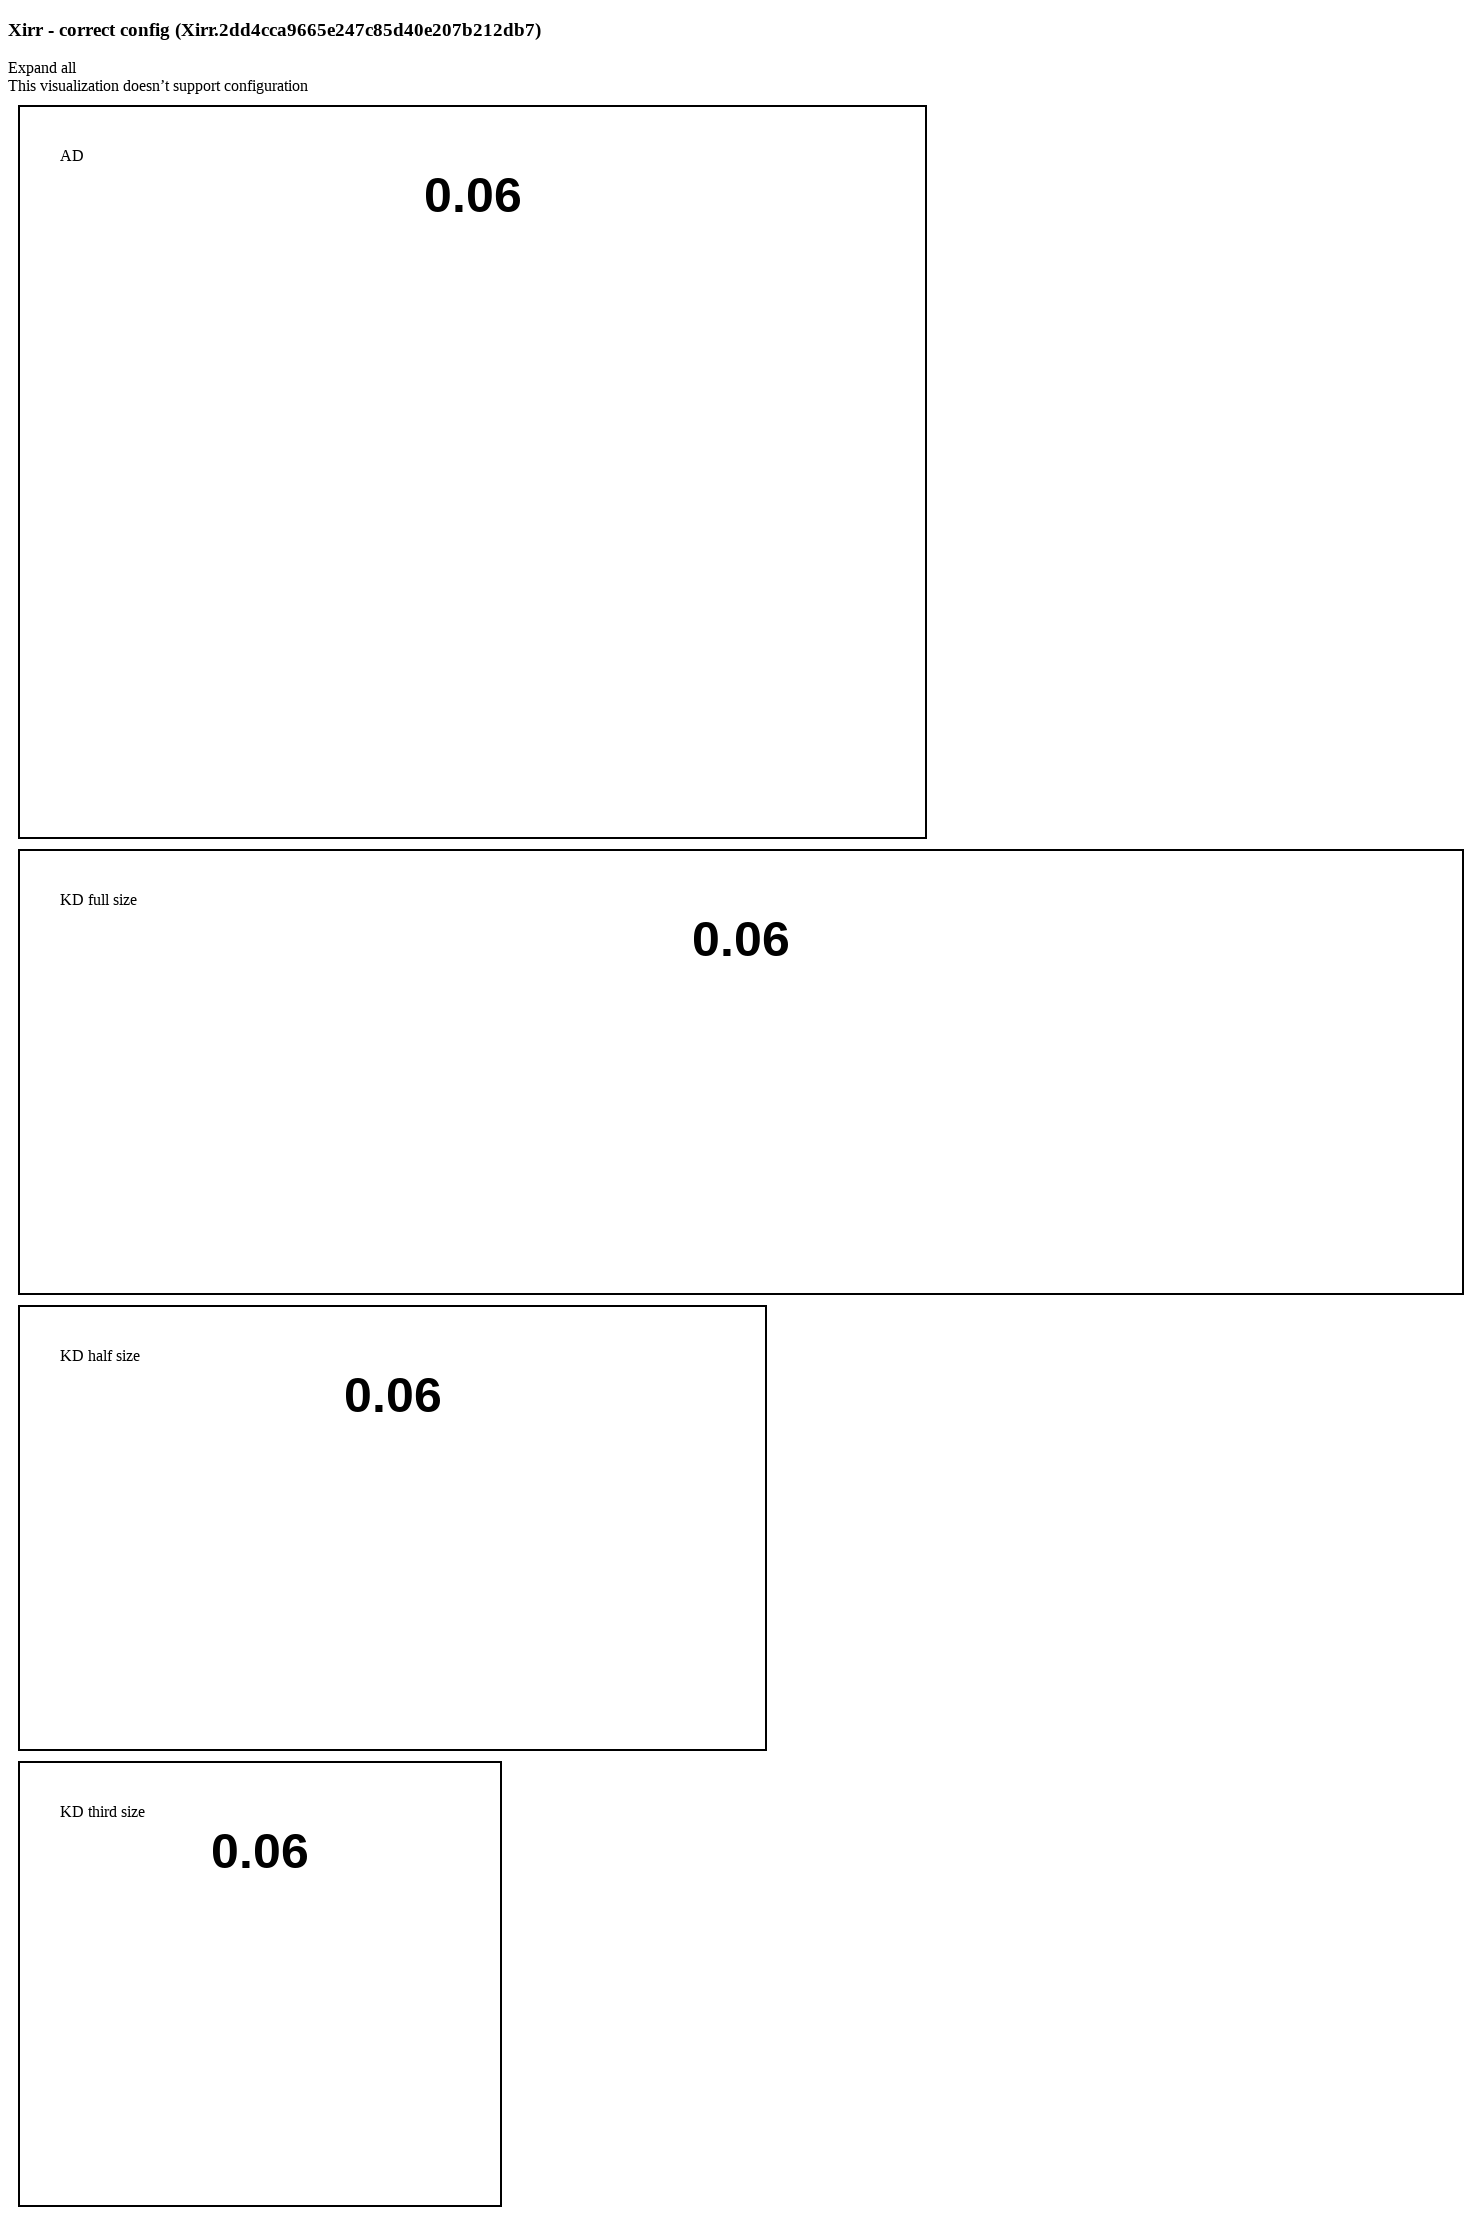 Xirr - correct config (Xirr.2dd4cca9665e247c85d40e207b212db7)
Expand all
This visualization doesn’t support configuration
AD
0.06
KD full size
0.06
KD half size
0.06
KD third size
0.06